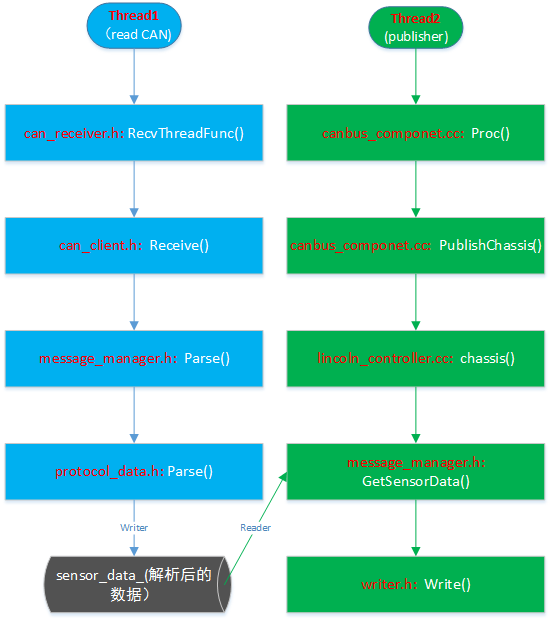 Thread1
（read CAN)
can_receiver.h: RecvThreadFunc()
can_client.h: Receive()
message_manager.h: Parse()
protocol_data.h: Parse()
Writer
sensor_data_(解析后的
数据）
Thread2
(publisher)
canbus_componet.cc: Proc()
canbus_componet.cc: PublishChassis()
lincoln_controller.cc: chassis()
message_manager.h:
GetSensorData()
Reader
writer.h: Write()